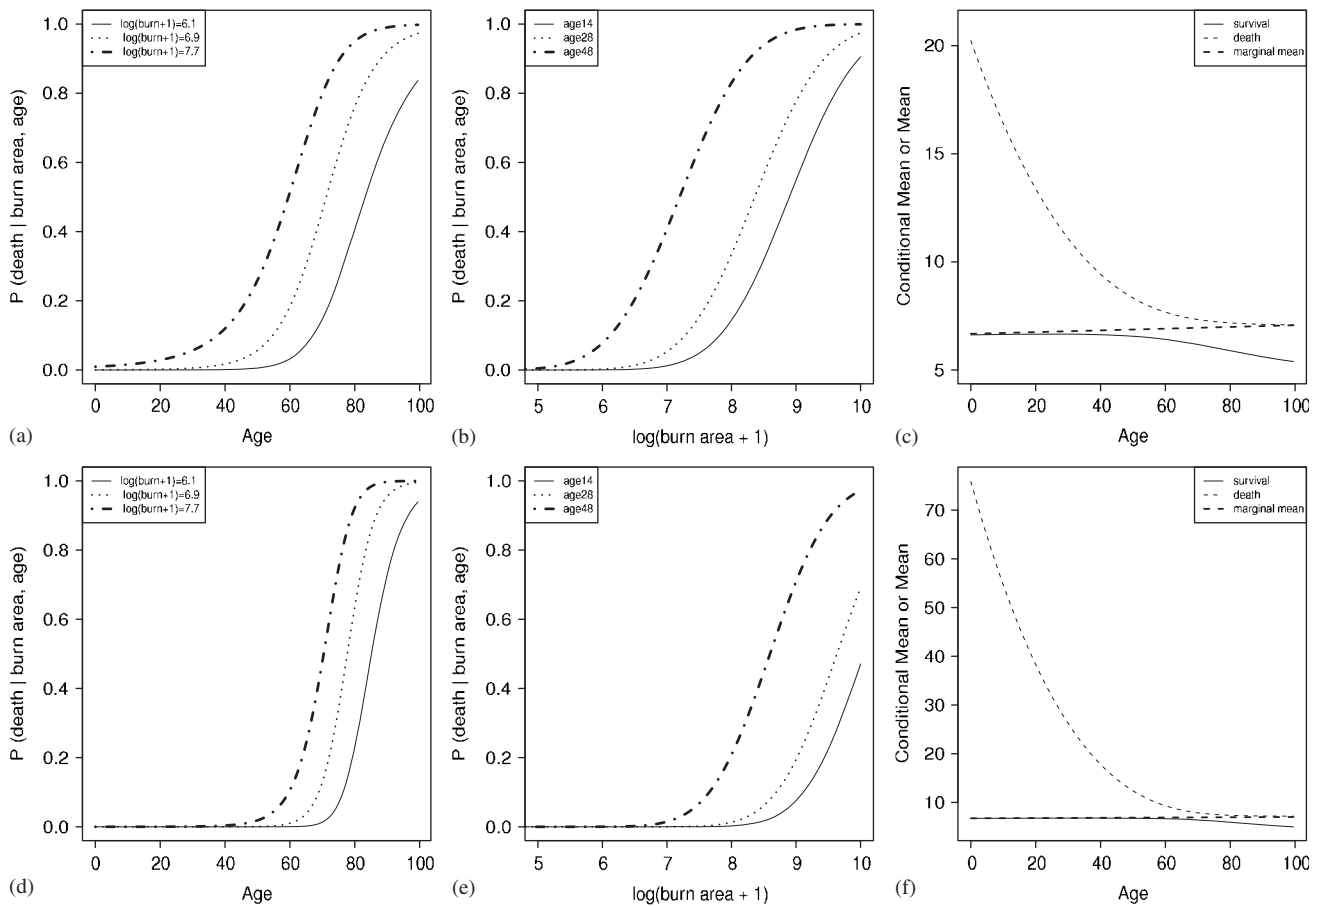 log(burn+1)=6.1
log(burn+1)=6.9
log(burn+1)=7.7
1.0
0.8
0.6
0.4
0.2
0.0
P (death | burn area, age)
0 20 40 60 80 100
Age
(a)
age14
age28
age48
1.0
0.8
0.6
0.4
0.2
0.0
P (death | burn area, age)
5 6 7 8 9 10
log(burn area + 1)
(b)
survival
death
marginal mean
20
15
10
5
Conditional Mean or Mean
0 20 40 60 80 100
Age
(c)
log(burn+1)=6.1
log(burn+1)=6.9
log(burn+1)=7.7
1.0
0.8
0.6
0.4
0.2
0.0
P (death | burn area, age)
0 20 40 60 80 100
Age
(d)
age14
age28
age48
1.0
0.8
0.6
0.4
0.2
0.0
P (death | burn area, age)
5 6 7 8 9 10
log(burn area + 1)
(e)
survival
death
marginal mean
70
60
50
40
30
20
10
Conditional Mean or Mean
0 20 40 60 80 100
Age
(f)